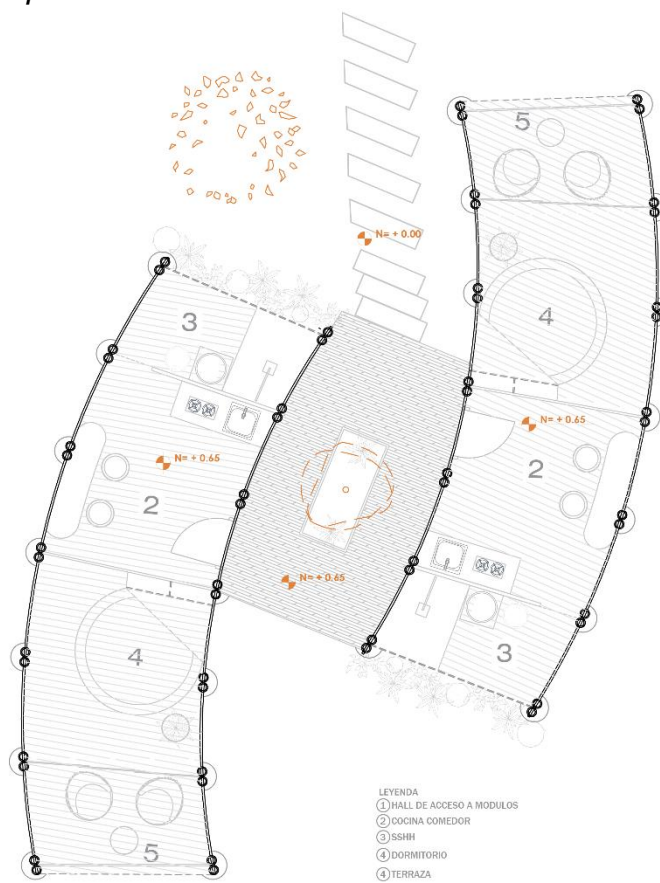 5
N= + 0.00
4
3
N= + 0.65
2
N= + 0.65
2
N= + 0.65
4
3
5
LEYENDA
1 HALL DE ACCESO A MODULOS
2 COCINA COMEDOR
3 SSHH
4 DORMITORIO
4 TERRAZA